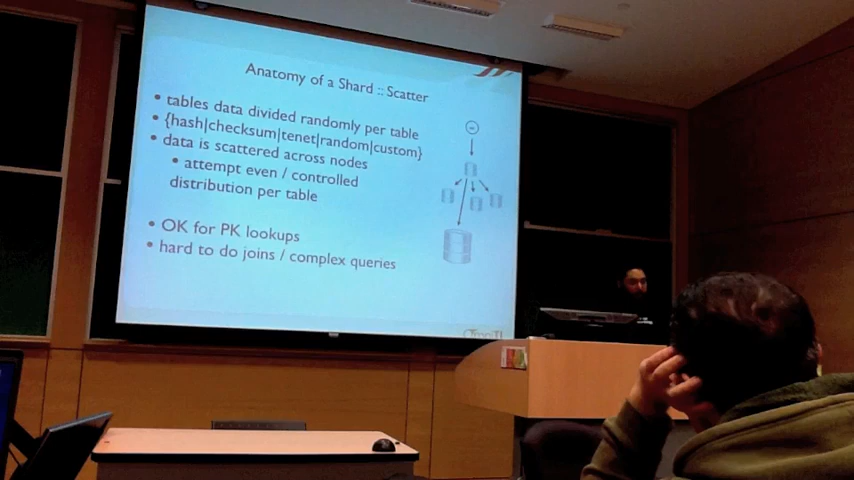 Anatomy of a Shard :: Scatter
• tables data divided randomly per table
• {hash|checksum|tenet|random|custom}
• data is scattered across nodes
• attempt even / controlled
distribution per table
• OK for PK lookups
• hard to do joins / complex queries
OmniTI